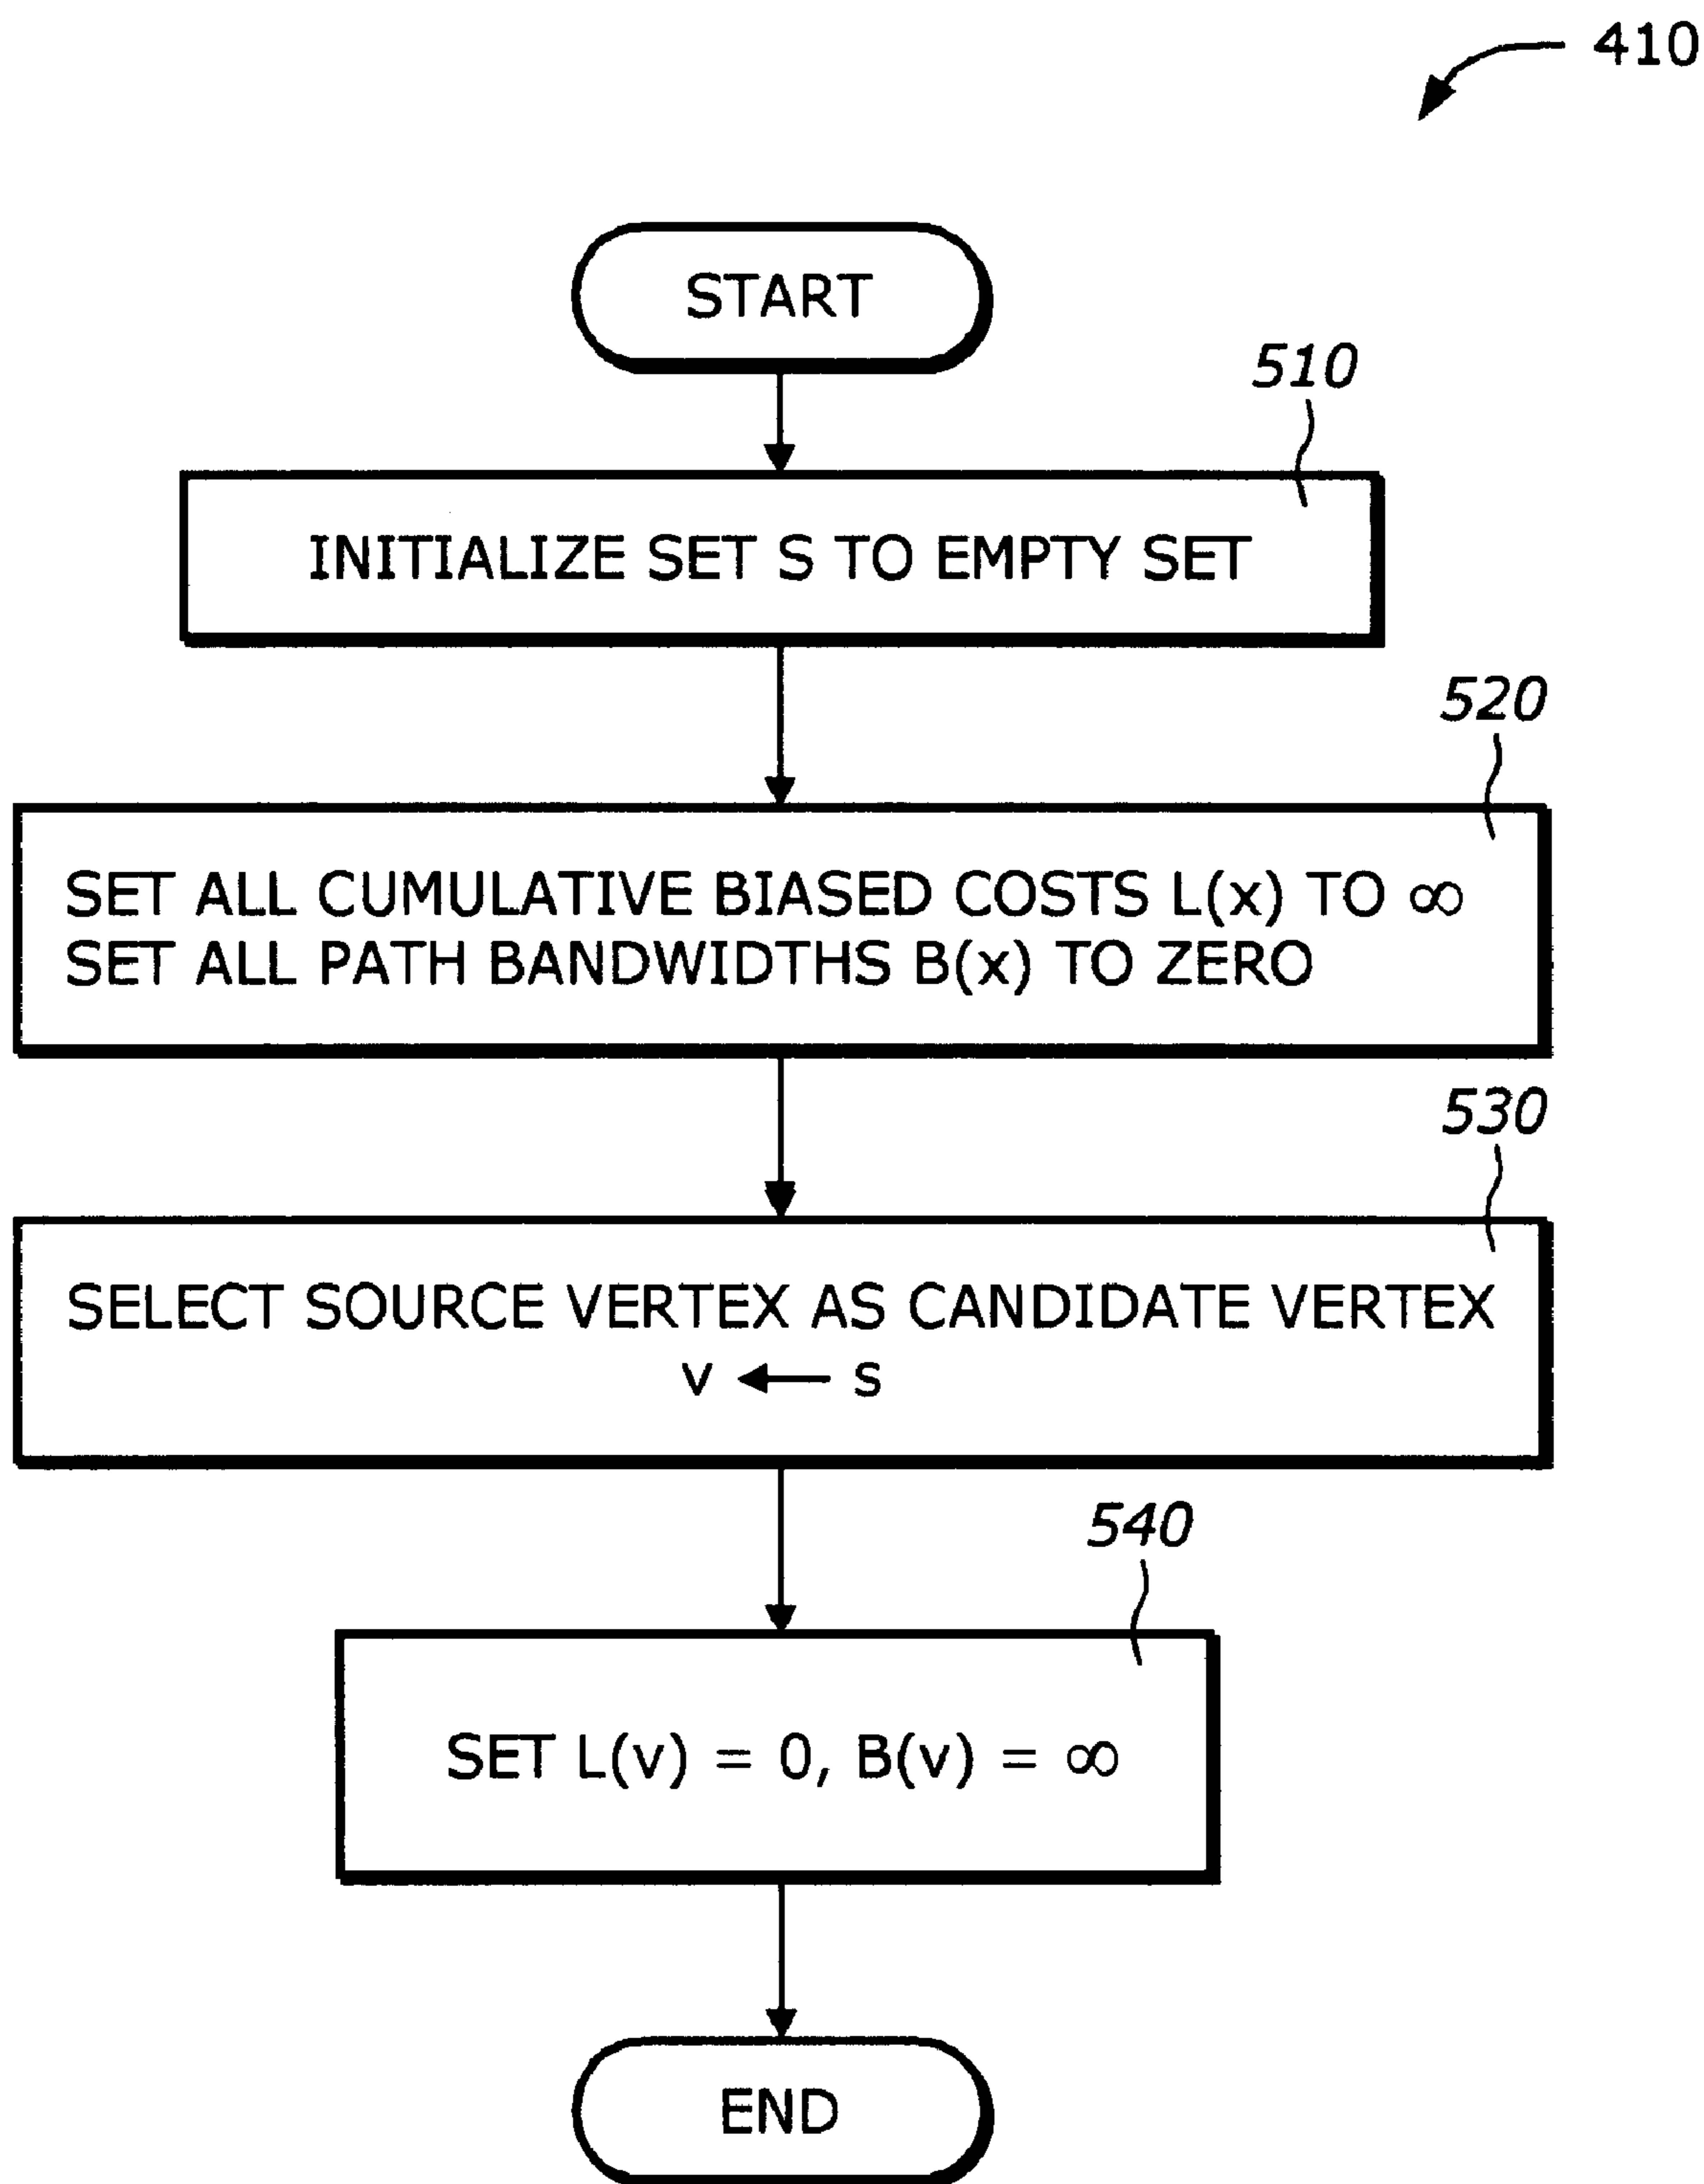 410
START
510
INITIALIZE SET S TO EMPTY SET
520
SET ALL CUMULATIVE BIASED COSTS L(x) TO ∞
SET ALL PATH BANDWIDTHS B(x) TO ZERO
530
SELECT SOURCE VERTEX AS CANDIDATE VERTEX
v ← s
540
SET L(v) = 0, B(v) = ∞
END